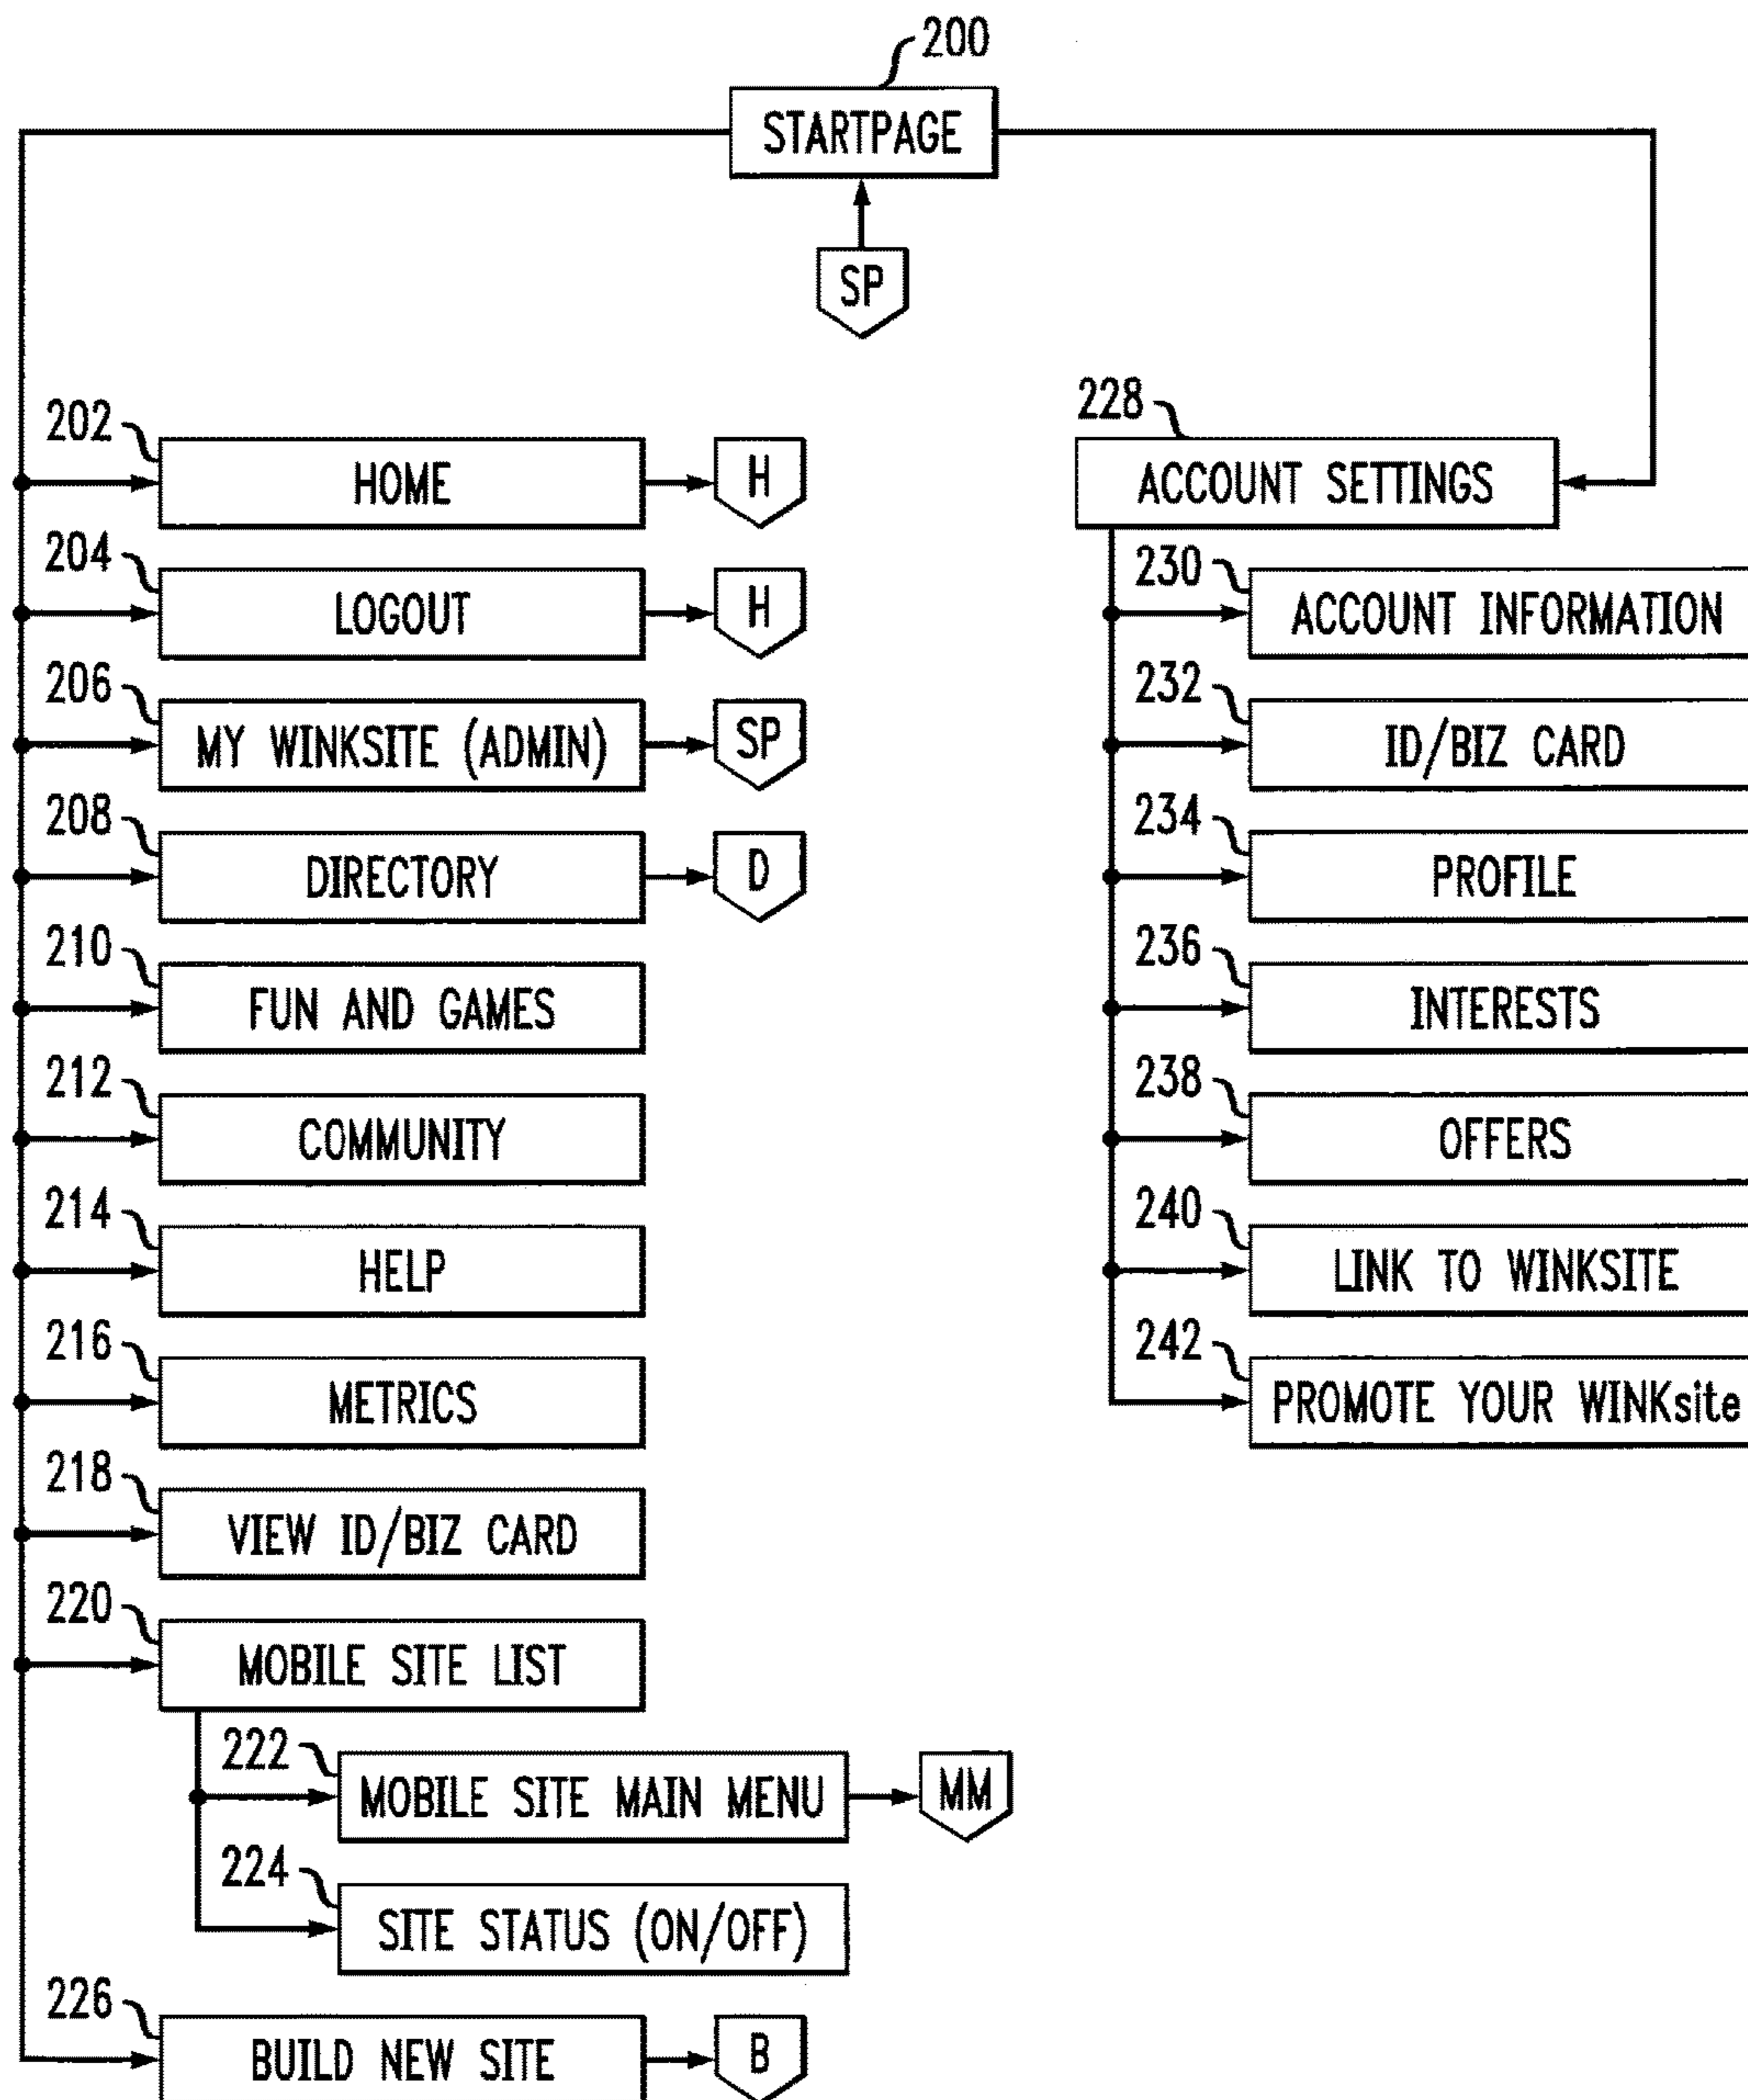 200
STARTPAGE
SP
202
HOME
H
204
LOGOUT
H
206
MY WINKSITE (ADMIN)
SP
208
DIRECTORY
D
210
FUN AND GAMES
212
COMMUNITY
214
HELP
216
METRICS
218
VIEW ID/BIZ CARD
220
MOBILE SITE LIST
222
MOBILE SITE MAIN MENU
MM
224
SITE STATUS (ON/OFF)
226
BUILD NEW SITE
B
228
ACCOUNT SETTINGS
230
ACCOUNT INFORMATION
232
ID/BIZ CARD
234
PROFILE
236
INTERESTS
238
OFFERS
240
LINK TO WINKSITE
242
PROMOTE YOUR WINKsite